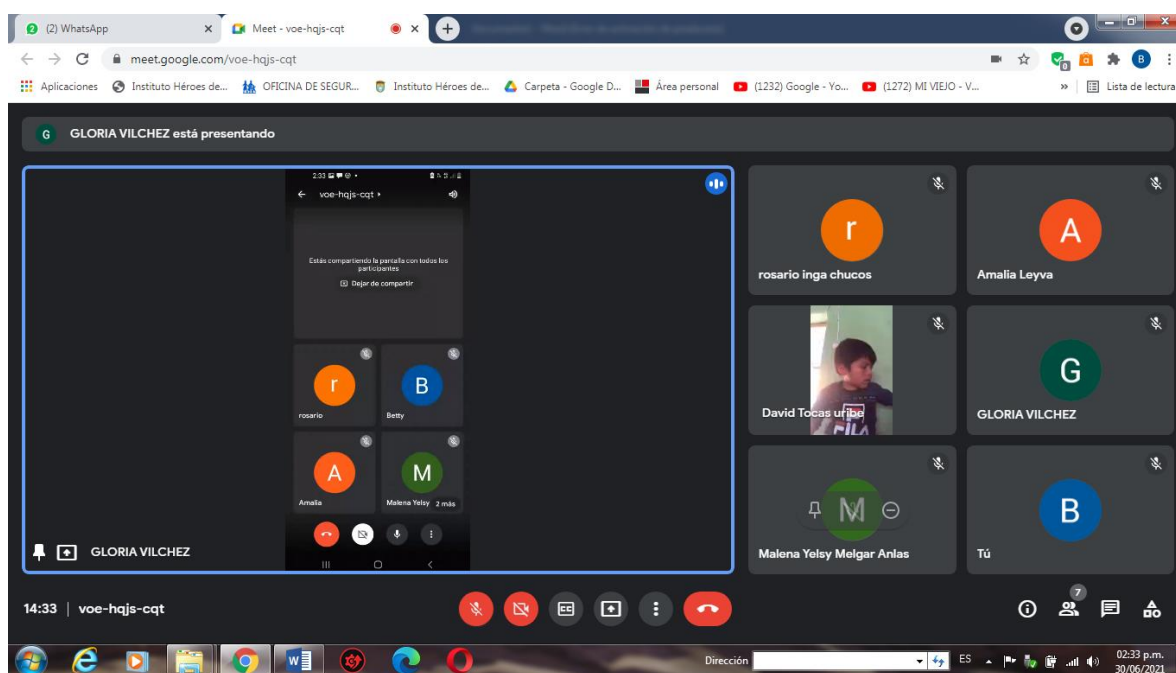 2 (2) WhatsApp
Meet - voe-hqjs-cqt
meet.google.com/voe-hqjs-cqt
B
Aplicaciones
Instituto Héroes de...
OFICINA DE SEGUR...
Instituto Héroes de...
Carpeta - Google D...
Área personal
(1232) Google - Yo...
(1272) MI VIEJO - V...
»
Lista de lectura
G GLORIA VILCHEZ está presentando
2:33
voe-hqjs-cqt
Estás compartiendo la pantalla con todos los
participantes
Dejar de compartir
r
rosario
B
Betty
A
Amalia
M
Malena Yelsy 2 más
GLORIA VILCHEZ
r
rosario inga chucos
A
Amalia Leyva
David Tocas uribe
FILA
G
GLORIA VILCHEZ
M
Malena Yelsy Melgar Anlas
B
Tú
14:33 | voe-hqjs-cqt
CC
7
Dirección
ES
02:33 p.m.
30/06/2021